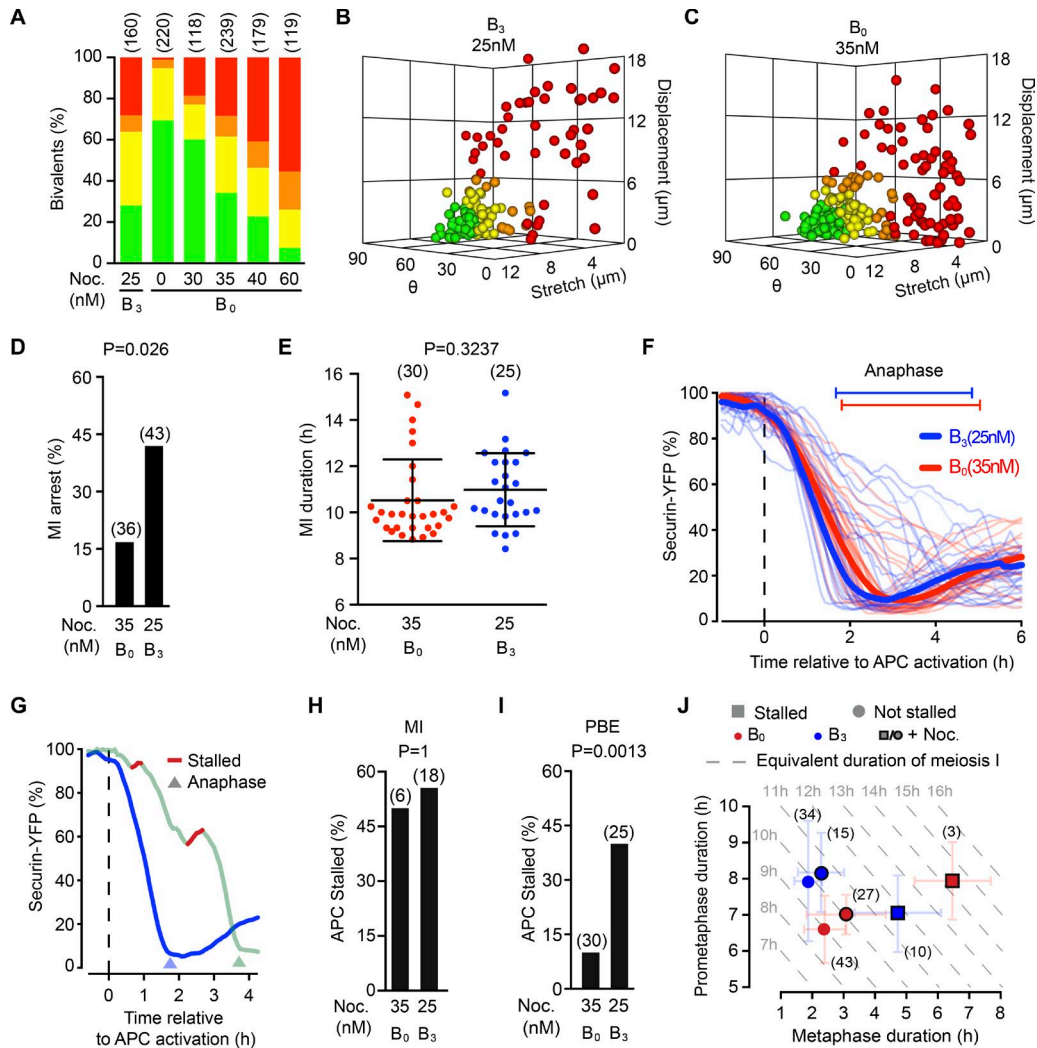 A
(160)
(220)
(118)
(239)
(179)
(119)
100
80
60
40
20
0
Bivalents (%)
Noc. 25 0 30 35 40 60
(nM) B3 B0
B
B3
25nM
18
12
6
0
Displacement (µm)
90 60 30 0 12 8 4
θ Stretch (µm)
C
B0
35nM
18
12
6
0
Displacement (µm)
90 60 30 0 12 8 4
θ Stretch (µm)
D
P=0.026
60
45
30
15
0
MI arrest (%)
(36) (43)
Noc. 35 25
(nM) B0 B3
E
P=0.3237
(30) (25)
16
14
12
10
8
6
MI duration (h)
Noc. 35 25
(nM) B0 B3
F
Anaphase
100
80
60
40
20
0
Securin-YFP (%)
B3(25nM)
B0(35nM)
0 2 4 6
Time relative to APC activation (h)
G
100
80
60
40
20
0
Securin-YFP (%)
Stalled
Anaphase
0 1 2 3 4
Time relative
to APC activation (h)
H
MI
P=1
60
45
30
15
0
APC Stalled (%)
(6) (18)
Noc. 35 25
(nM) B0 B3
I
PBE
P=0.0013
60
45
30
15
0
APC Stalled (%)
(30) (25)
Noc. 35 25
(nM) B0 B3
J
Stalled Not stalled
B0 B3 / + Noc.
Equivalent duration of meiosis I
11h 12h 13h 14h 15h 16h
10h
9h
8h
7h
(34) (15) (3)
(27)
(43) (10)
10
9
8
7
6
5
Prometaphase duration (h)
1 2 3 4 5 6 7 8
Metaphase duration (h)